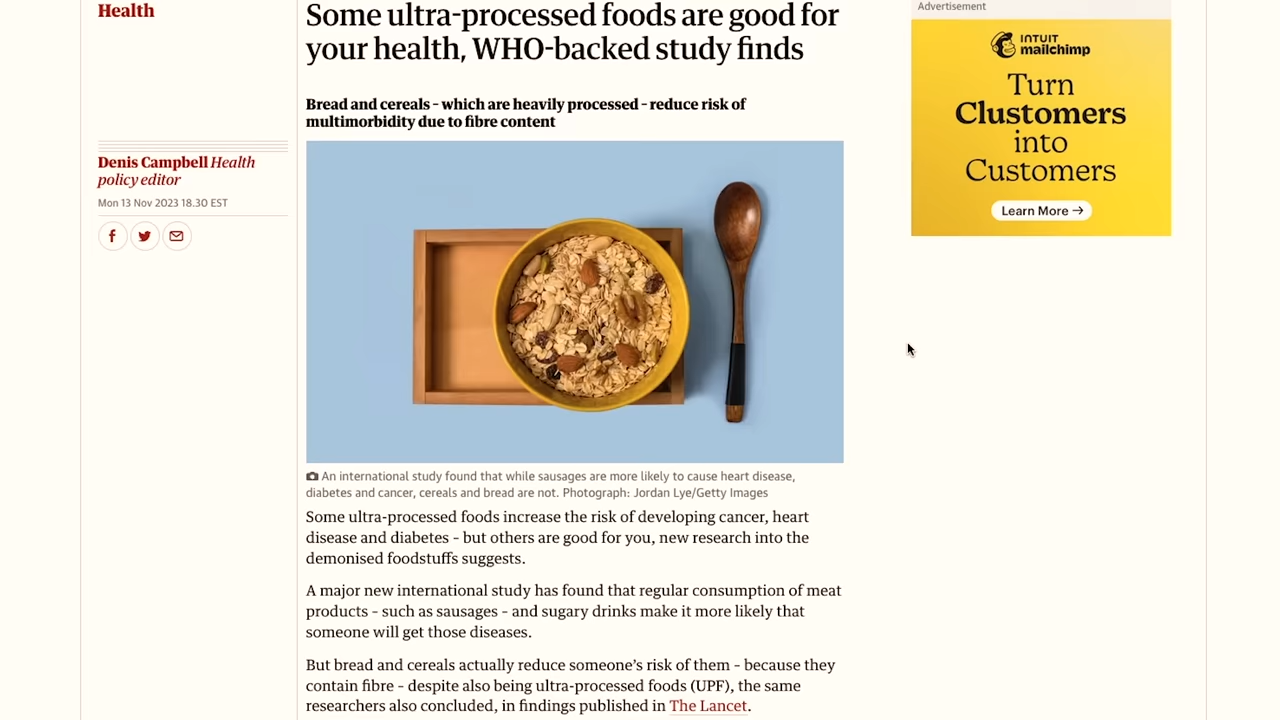 Health
Some ultra-processed foods are good for
your health, WHO-backed study finds
Bread and cereals – which are heavily processed – reduce risk of
multimorbidity due to fibre content
Denis Campbell Health
policy editor
Mon 13 Nov 2023 18.30 EST
An international study found that while sausages are more likely to cause heart disease,
diabetes and cancer, cereals and bread are not. Photograph: Jordan Lye/Getty Images
Some ultra-processed foods increase the risk of developing cancer, heart
disease and diabetes – but others are good for you, new research into the
demonised foodstuffs suggests.
A major new international study has found that regular consumption of meat
products – such as sausages – and sugary drinks make it more likely that
someone will get those diseases.
But bread and cereals actually reduce someone’s risk of them – because they
contain fibre – despite also being ultra-processed foods (UPF), the same
researchers also concluded, in findings published in The Lancet.
Advertisement
INTUIT
mailchimp
Turn
Clustomers
into
Customers
Learn More →